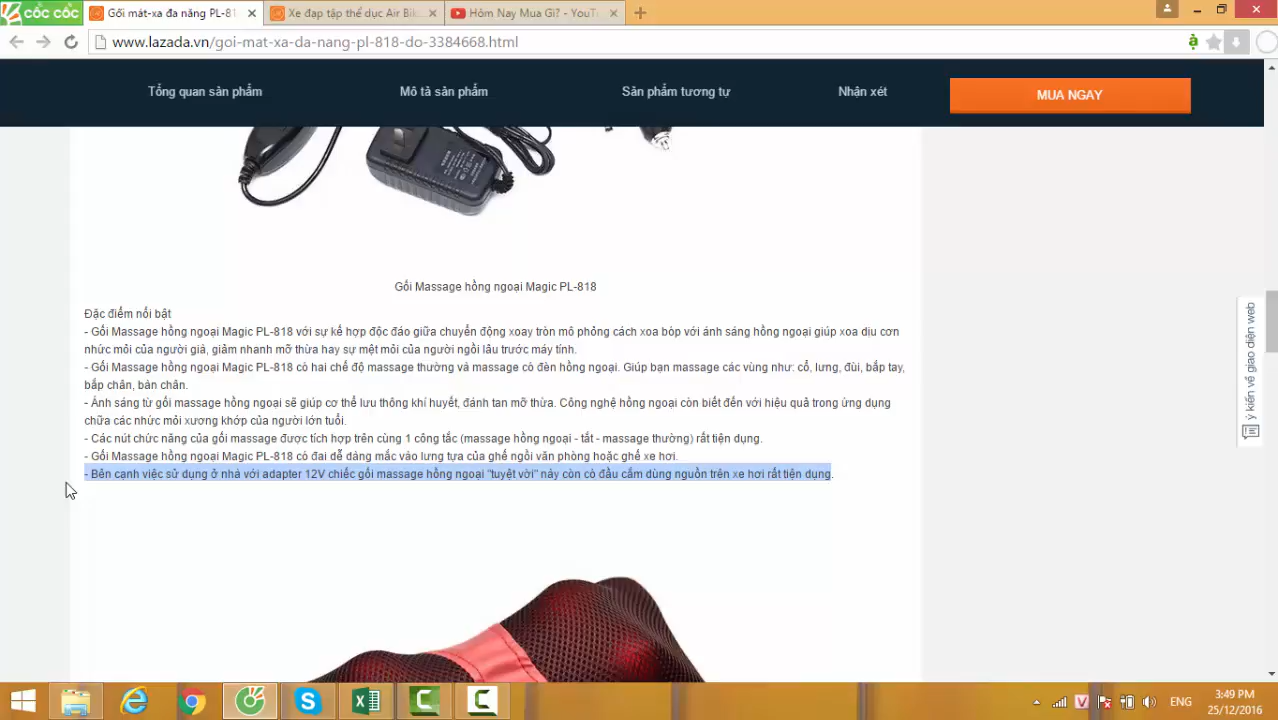 CỐC CỐC
Gối mát-xa đa năng PL-81
Xe đạp tập thể dục Air Bik
Hôm Nay Mua Gì? - YouT
www.lazada.vn/goi-mat-xa-da-nang-pl-818-do-3384668.html
Tổng quan sản phẩm
Mô tả sản phẩm
Sản phẩm tương tự
Nhận xét
MUA NGAY
Gối Massage hồng ngoại Magic PL-818
Đặc điểm nổi bật
- Gối Massage hồng ngoại Magic PL-818 với sự kế hợp độc đáo giữa chuyển động xoay tròn mô phỏng cách xoa bóp với ánh sáng hồng ngoại giúp xoa dịu cơn
nhức mỏi của người già, giảm nhanh mỡ thừa hay sự mệt mỏi của người ngồi lâu trước máy tính.
- Gối Massage hồng ngoại Magic PL-818 có hai chế độ massage thường và massage có đèn hồng ngoại. Giúp bạn massage các vùng như: cổ, lưng, đùi, bắp tay,
bắp chân, bàn chân.
- Ánh sáng từ gối massage hồng ngoại sẽ giúp cơ thể lưu thông khí huyết, đánh tan mỡ thừa. Công nghệ hồng ngoại còn biết đến với hiệu quả trong ứng dụng
chữa các nhức mỏi xương khớp của người lớn tuổi.
- Các nút chức năng của gối massage được tích hợp trên cùng 1 công tắc (massage hồng ngoại - tắt - massage thường) rất tiện dụng.
- Gối Massage hồng ngoại Magic PL-818 có đai dễ dàng mắc vào lưng tựa của ghế ngồi văn phòng hoặc ghế xe hơi.
- Bên cạnh việc sử dụng ở nhà với adapter 12V chiếc gối massage hồng ngoại "tuyệt vời" này còn có đầu cắm dùng nguồn trên xe hơi rất tiện dụng.
ý kiến về giao diện web
ENG
3:49 PM
25/12/2016